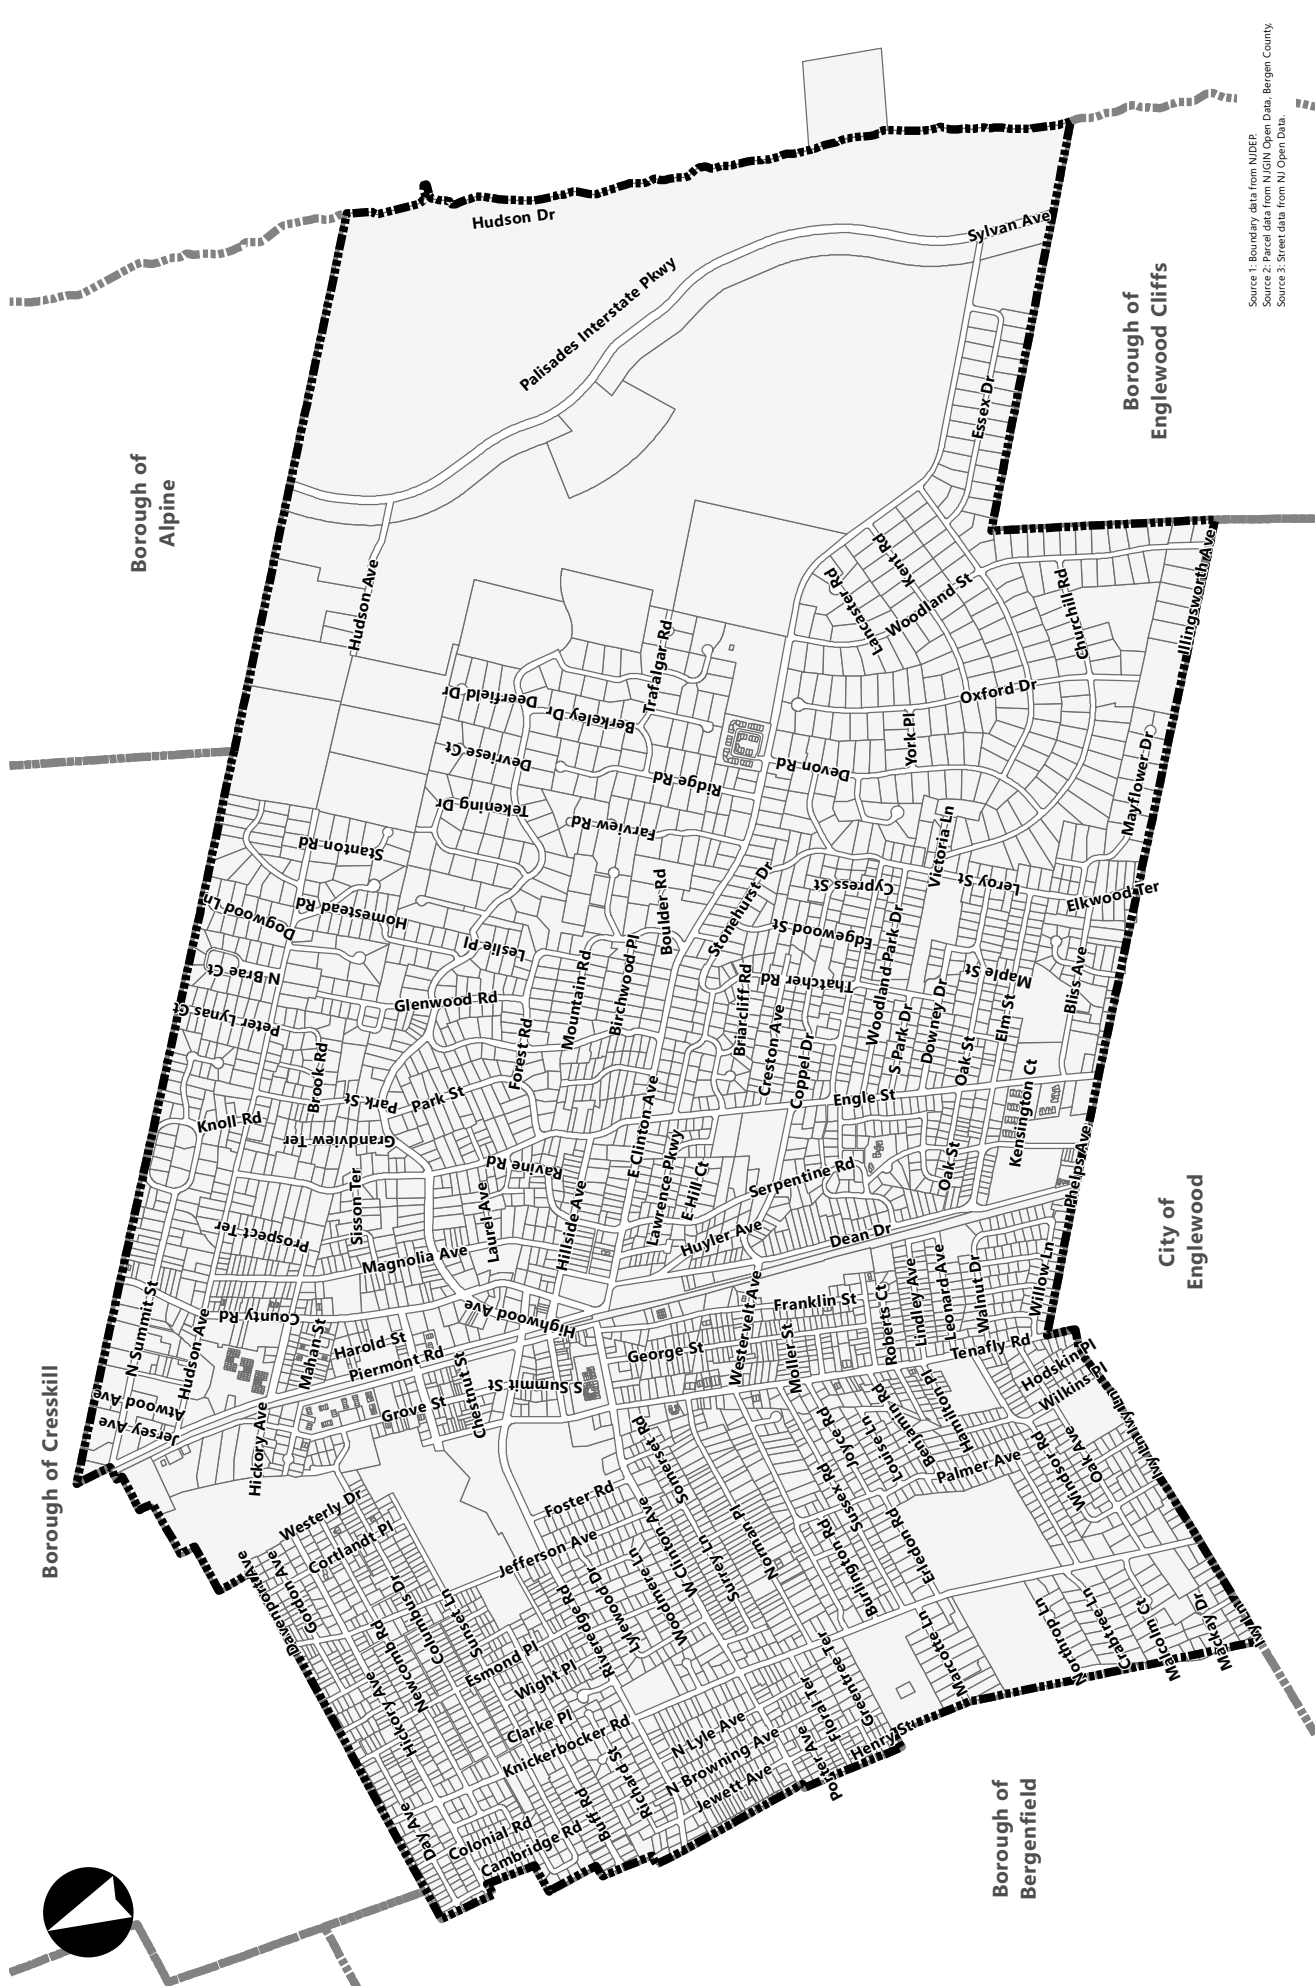 Source 1: Boundary data from NJDEP.
Source 2: Parcel data from NJGIN Open Data, Bergen County.
Source 3: Street data from NJ Open Data.
Hudson Dr
Sylvan Ave
Palisades Interstate Pkwy
Borough of
Englewood Cliffs
Essex Dr
Borough of
Alpine
Hudson Ave
Kent Rd
Lancaster Rd
Woodland St
Churchill Rd
Illingsworth Ave
Trafalgar Rd
Deerfield Dr
Berkeley Dr
Oxford Dr
York Pl
Devriese Ct
Ridge Rd
Devon Rd
Mayflower Dr
Tekening Dr
Farview Rd
Stanton Rd
Victoria Ln
Leroy St
Cypress St
Elkwood Ter
Dogwood Ln
Homestead Rd
Boulder Rd
Stonehurst Dr
Edgewood St
Leslie Pl
N Brae Ct
Glenwood Rd
Mountain Rd
Birchwood Pl
Briarcliff Rd
Thatcher Rd
Woodland Park Dr
Maple St
Bliss Ave
Peter Lynas Ct
Brook Rd
Forest Rd
Creston Ave
Coppel Dr
S Park Dr
Downey Dr
Oak St
Elm St
Park St
Park St
Engle St
Kensington Ct
Knoll Rd
Grandview Ter
E Clinton Ave
Lawrence Pkwy
E Hill Ct
Ravine Rd
Serpentine Rd
Oak St
Phelps Ave
Sisson Ter
Laurel Ave
Hillside Ave
Prospect Ter
Magnolia Ave
Huyler Ave
Dean Dr
City of
Englewood
N Summit St
County Rd
Highwood Ave
Westervelt Ave
Franklin St
Roberts Ct
Lindley Ave
Leonard Ave
Walnut Dr
Willow Ln
Hudson Ave
Mahan St
Harold St
Piermont Rd
George St
Moller St
Tenafly Rd
Hodskin Pl
Wilkins Pl
Borough of Cresskill
Atwood Ave
Jersey Ave
Hickory Ave
Grove St
Chestnut St
S Summit St
Somerset Rd
Joyce Rd
Louise Ln
Benjamin Rd
Hamilton Pl
Palmer Ave
Windsor Rd
Oak Ave
Ivy Ln
Ivy Ln
Westerly Dr
Cortlandt Pl
Foster Rd
Jefferson Ave
W Clinton Ave
Surrey Ln
Norman Pl
Sussex Rd
Burlington Rd
Erledon Rd
Davenport Ave
Gordon Ave
Columbus Dr
Sunset Ln
Newcomb Rd
Hickory Ave
Esmond Pl
Wight Pl
Riveredge Rd
Lylewood Dr
Woodmere Ln
Marcotte Ln
Northrop Ln
Crabtree Ln
Malcolm Ct
Mackay Dr
Ivy Ln
Clarke Pl
Knickerbocker Rd
N Lyle Ave
N Browning Ave
Jewett Ave
Floral Ter
Greentree Ter
Henry St
Porter Ave
Richard St
Buff Rd
Day Ave
Colonial Rd
Cambridge Rd
Borough of
Bergenfield